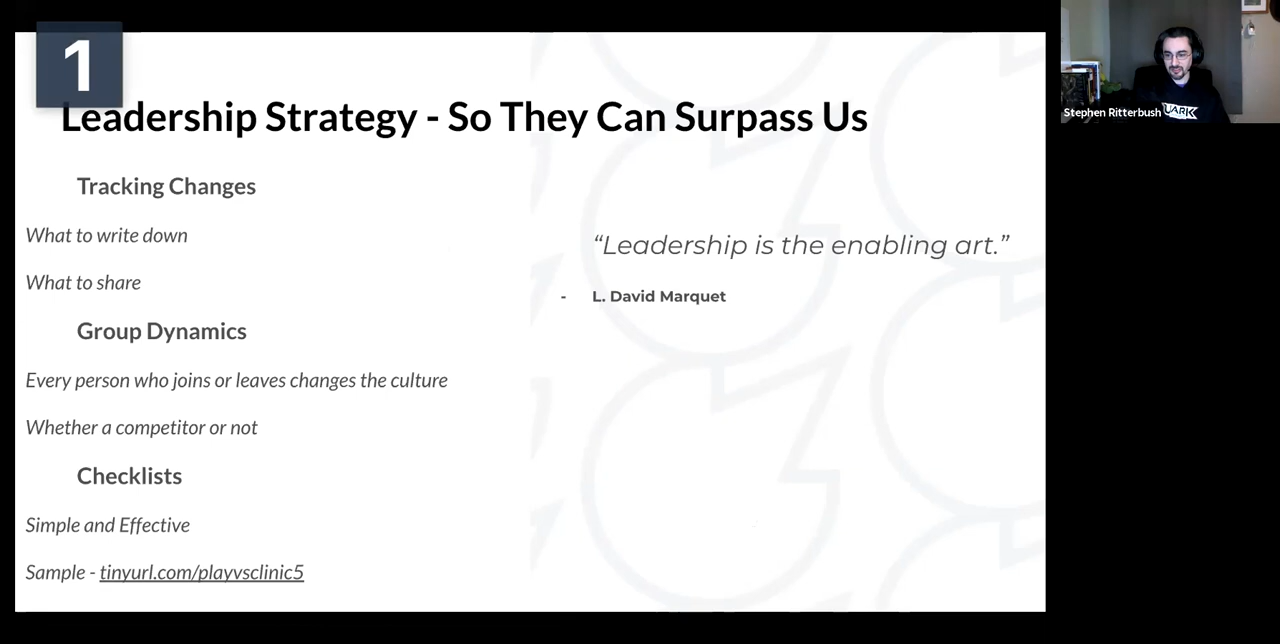 1
Leadership Strategy - So They Can Surpass Us
Tracking Changes
What to write down
What to share
Group Dynamics
Every person who joins or leaves changes the culture
Whether a competitor or not
Checklists
Simple and Effective
Sample - tinyurl.com/playvsclinic5
“Leadership is the enabling art.”
- L. David Marquet
Stephen Ritterbush